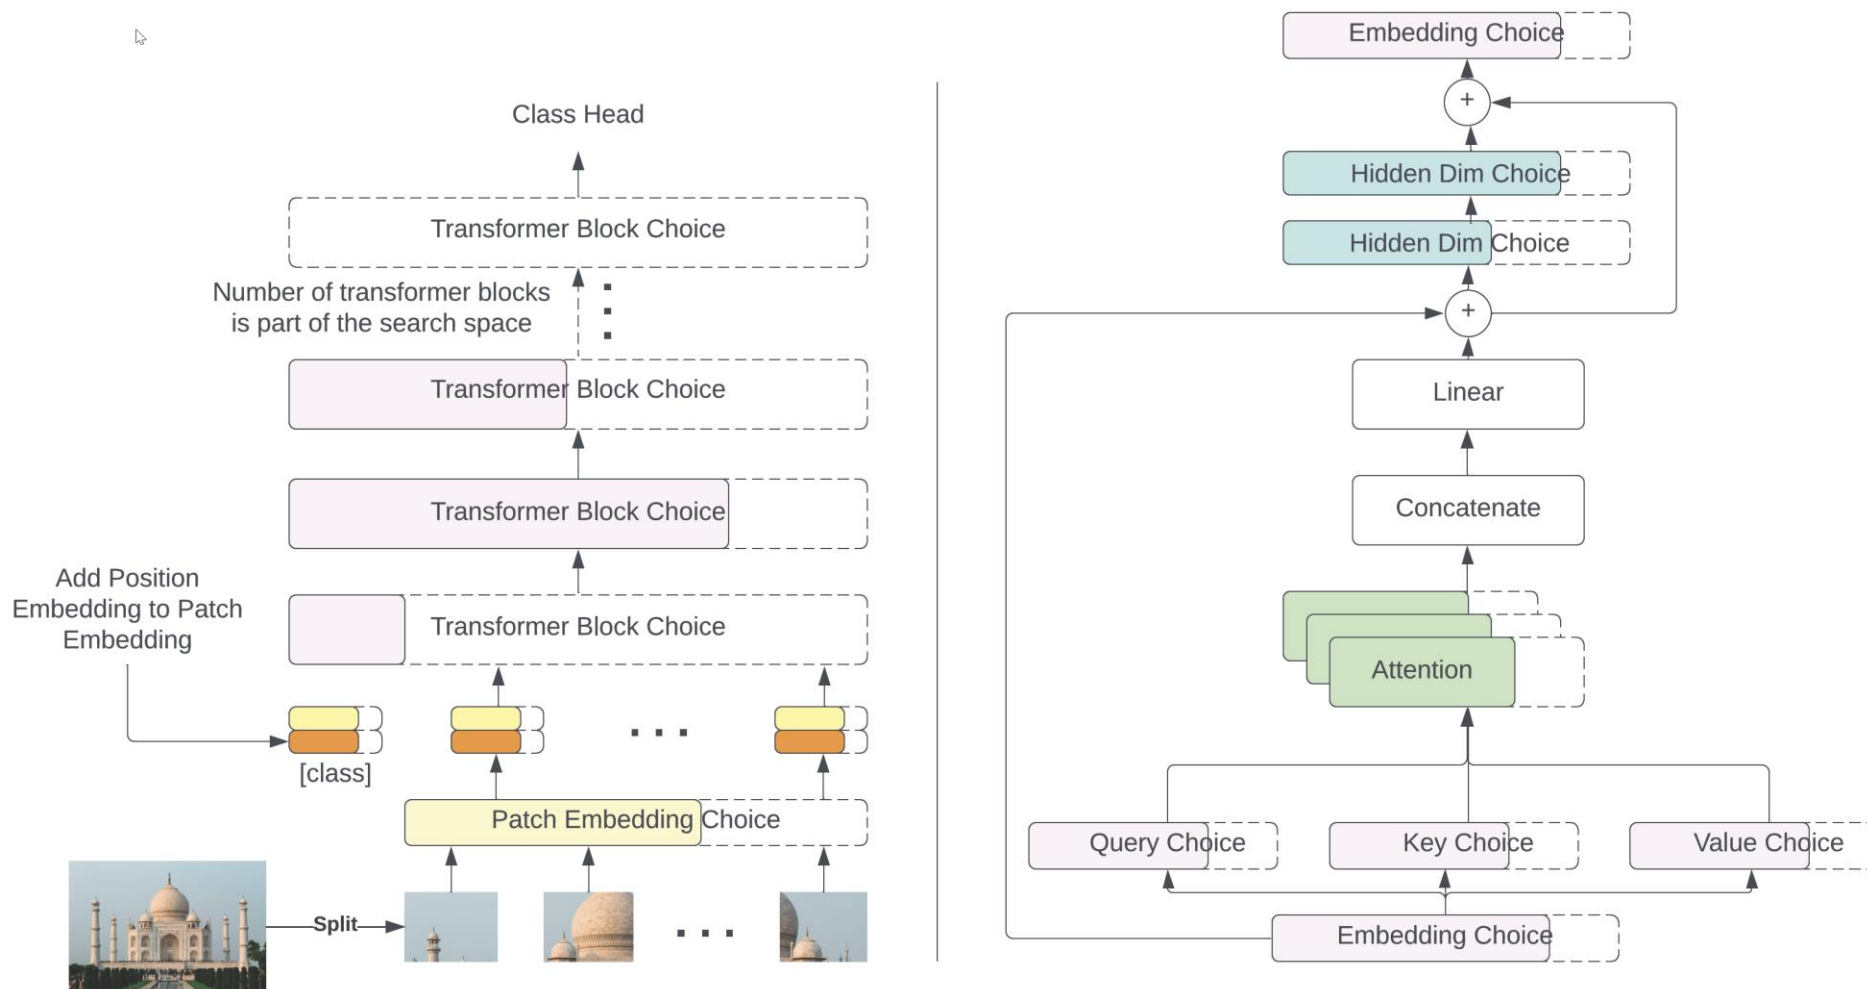 Class Head
Transformer Block Choice
Number of transformer blocks
is part of the search space
Transformer Block Choice
Transformer Block Choice
Add Position
Embedding to Patch
Embedding
Transformer Block Choice
[class]
Patch Embedding Choice
Split
Embedding Choice
+
Hidden Dim Choice
Hidden Dim Choice
+
Linear
Concatenate
Attention
Query Choice
Key Choice
Value Choice
Embedding Choice